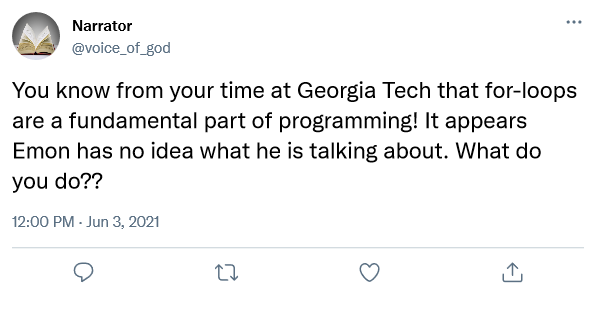 Narrator
@voice_of_god
You know from your time at Georgia Tech that for-loops
are a fundamental part of programming! It appears
Emon has no idea what he is talking about. What do
you do??
12:00 PM · Jun 3, 2021